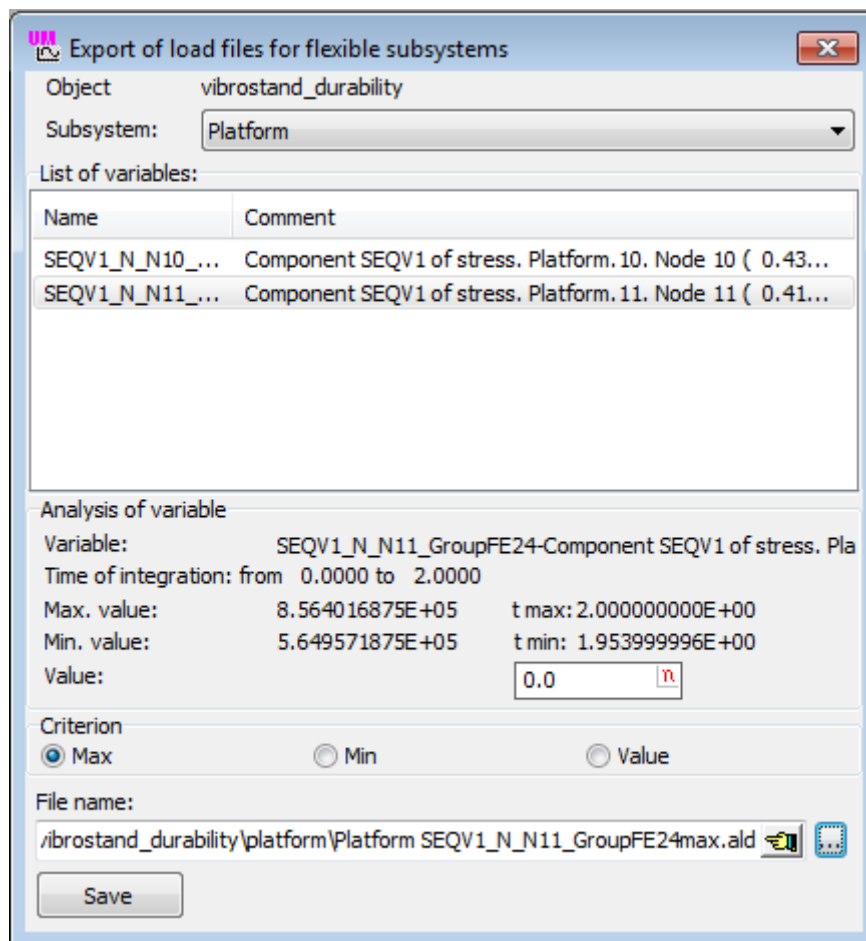 UM Export of load files for flexible subsystems
Object vibrostand_durability
Subsystem: Platform
List of variables:
Name Comment
SEQV1_N_N10_... Component SEQV1 of stress. Platform.10. Node 10 ( 0.43...
SEQV1_N_N11_... Component SEQV1 of stress. Platform.11. Node 11 ( 0.41...
Analysis of variable
Variable: SEQV1_N_N11_GroupFE24-Component SEQV1 of stress. Pla
Time of integration: from 0.0000 to 2.0000
Max. value: 8.564016875E+05 t max: 2.000000000E+00
Min. value: 5.649571875E+05 t min: 1.953999996E+00
Value: 0.0 n
Criterion
Max Min Value
File name:
/ibrostand_durability\platform\Platform SEQV1_N_N11_GroupFE24max.ald ...
Save